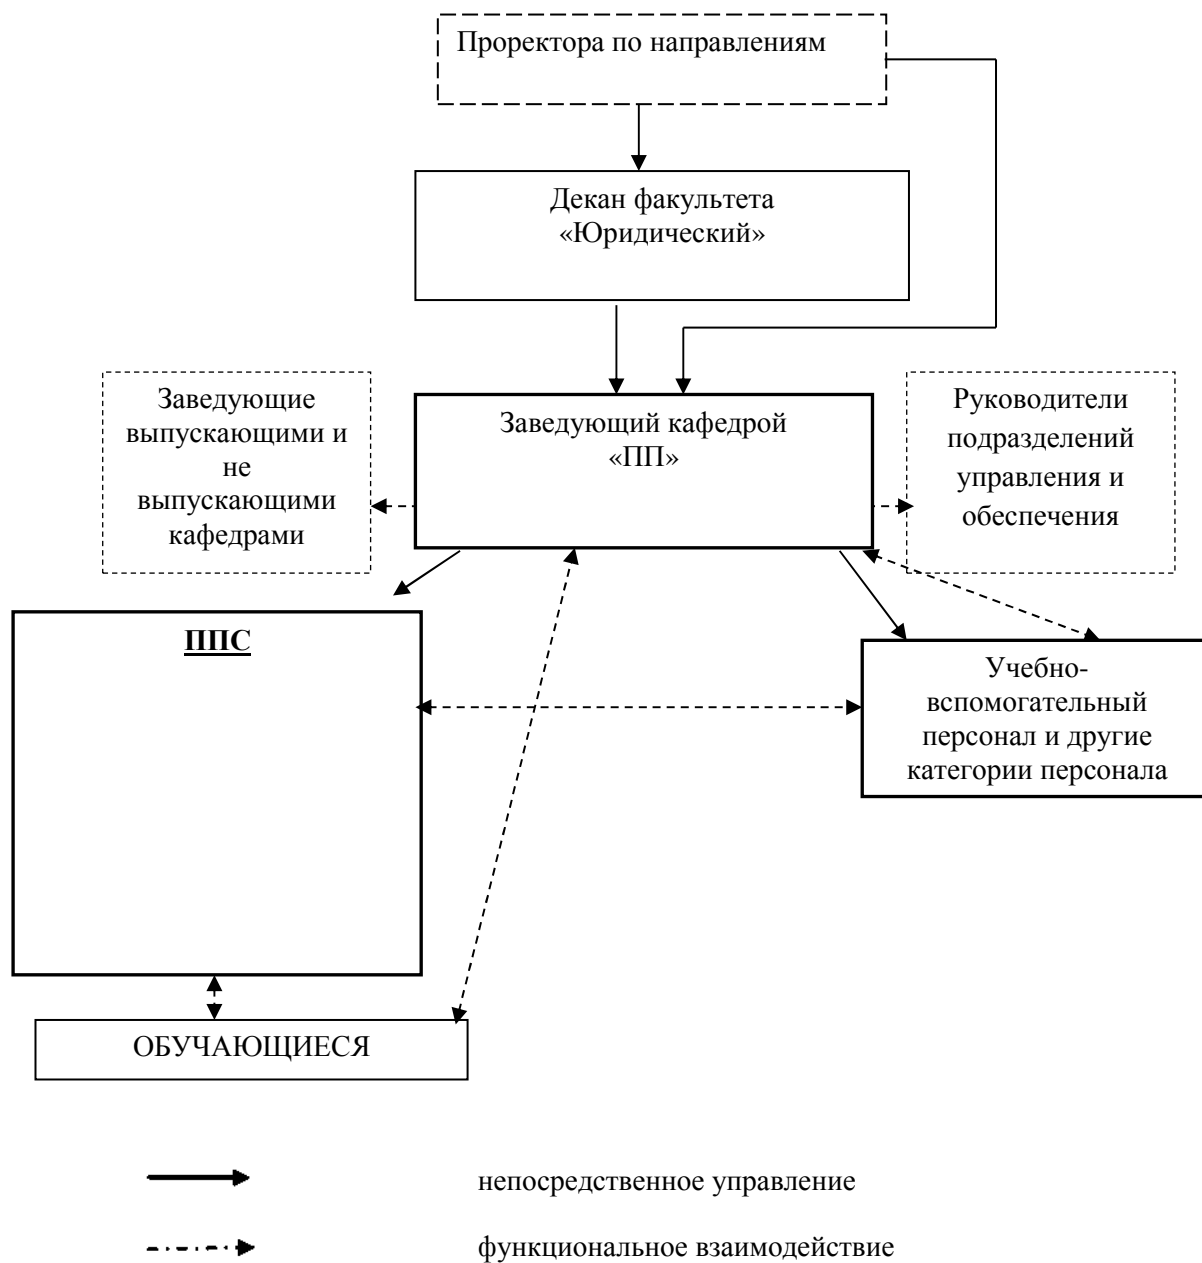 Проректора по направлениям
Декан факультета
«Юридический»
Заведующие
выпускающими и
не
выпускающими
кафедрами
Заведующий кафедрой
«ПП»
Руководители
подразделений
управления и
обеспечения
ППС
Учебно-
вспомогательный
персонал и другие
категории персонала
ОБУЧАЮЩИЕСЯ
непосредственное управление
функциональное взаимодействие